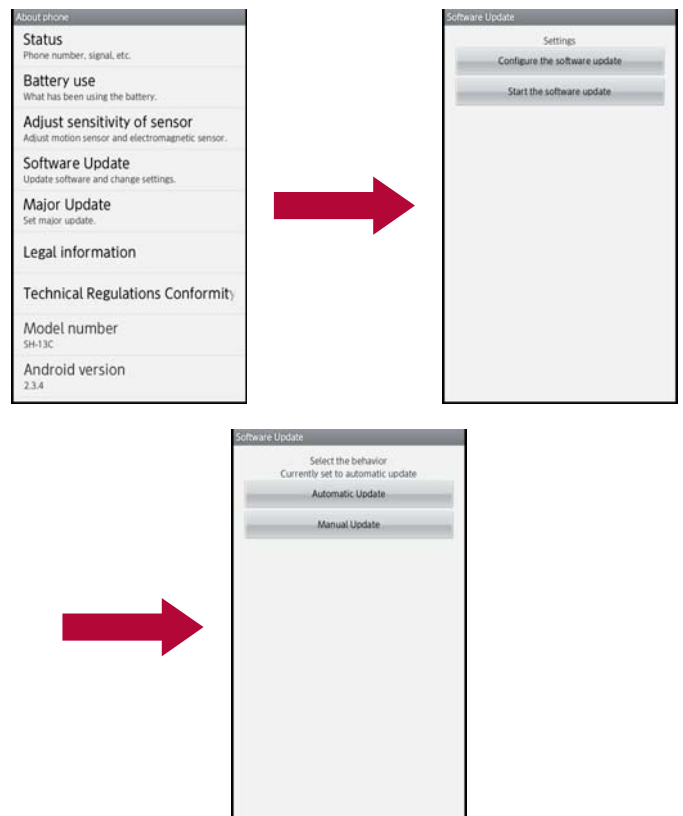 About phone
Status
Phone number, signal, etc.
Battery use
What has been using the battery.
Adjust sensitivity of sensor
Adjust motion sensor and electromagnetic sensor.
Software Update
Update software and change settings.
Major Update
Set major update.
Legal information
Technical Regulations Conformity
Model number
SH-13C
Android version
2.3.4
Software Update
Settings
Configure the software update
Start the software update
Software Update
Select the behavior
Currently set to automatic update
Automatic Update
Manual Update